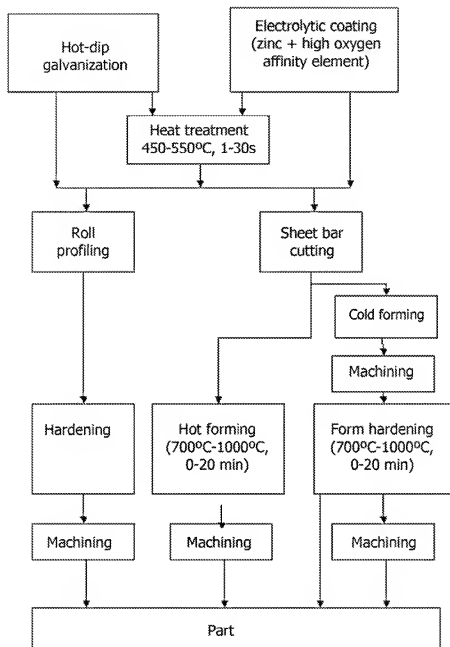 Hot-dip
galvanization
Electrolytic coating
(zinc + high oxygen
affinity element)
Heat treatment
450-550ºC, 1-30s
Roll
profiling
Sheet bar
cutting
Cold forming
Machining
Hardening
Hot forming
(700ºC-1000ºC,
0-20 min)
Form hardening
(700ºC-1000ºC,
0-20 min)
Machining
Machining
Machining
Part